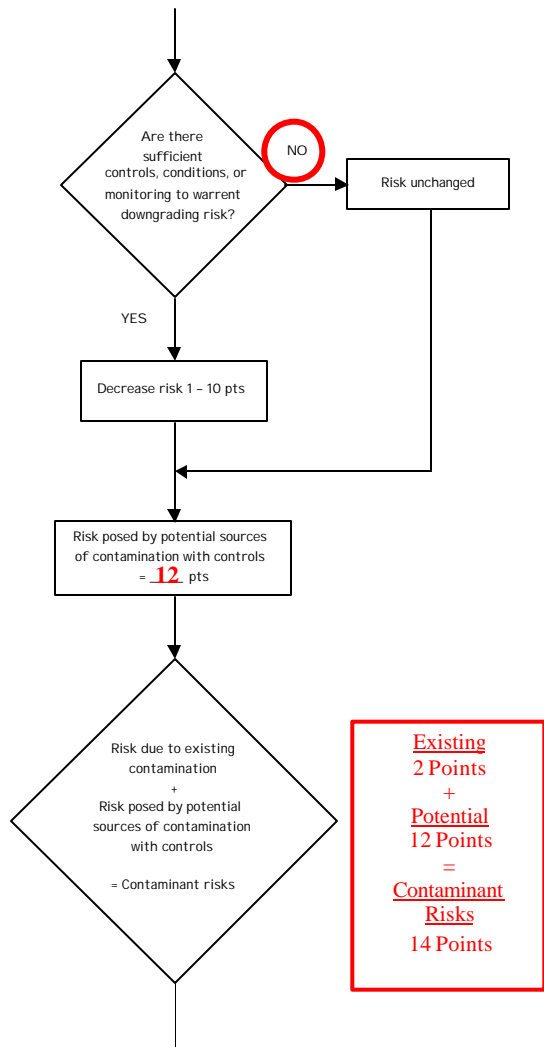 Are there
sufficient
controls, conditions, or
monitoring to warrent
downgrading risk?
NO
Risk unchanged
YES
Decrease risk 1 – 10 pts
Risk posed by potential sources
of contamination with controls
= 12 pts
Risk due to existing
contamination
+
Risk posed by potential
sources of contamination
with controls
= Contaminant risks
Existing
2 Points
+
Potential
12 Points
=
Contaminant
Risks
14 Points